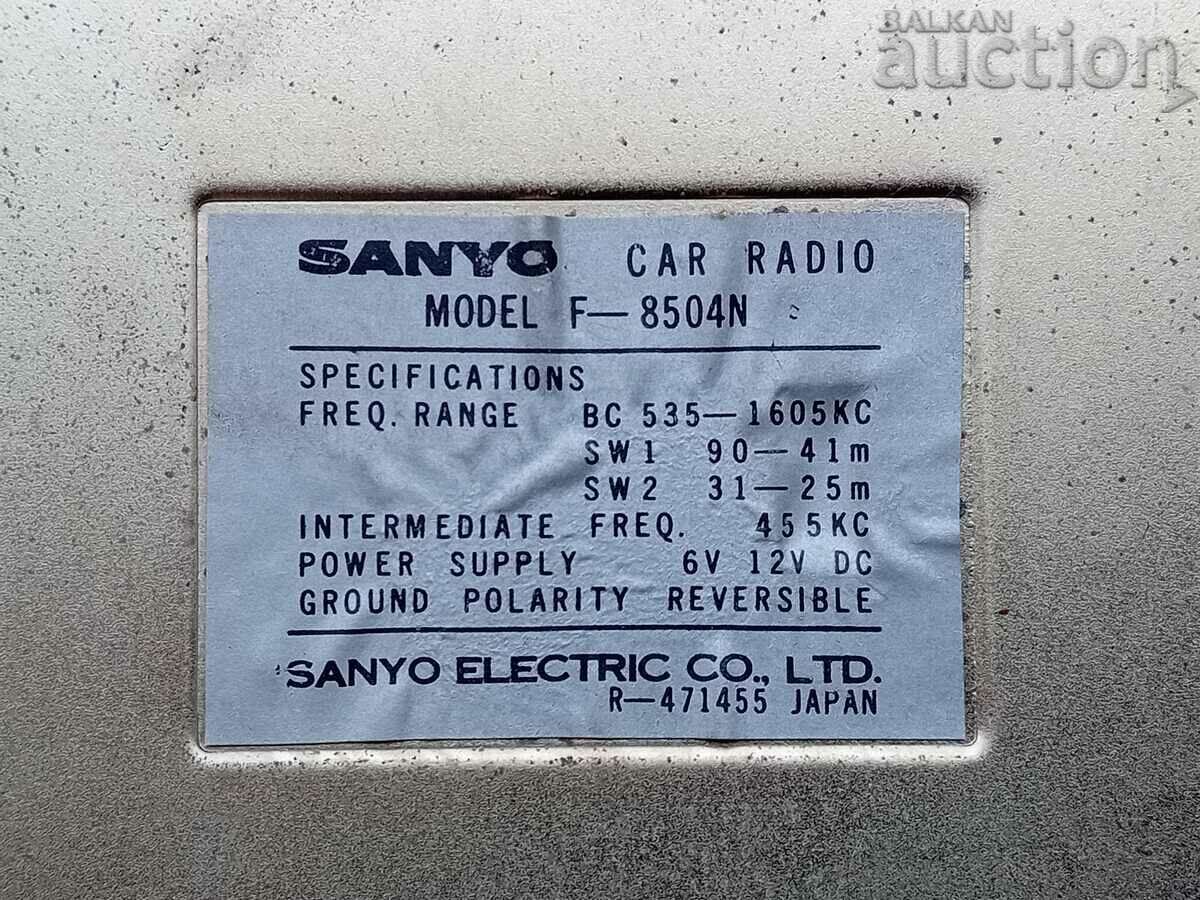 BALKAN
auction
SANYO CAR RADIO
MODEL F—8504N
SPECIFICATIONS
FREQ. RANGE BC 535—1605KC
SW1 90—41m
SW2 31—25m
INTERMEDIATE FREQ. 455KC
POWER SUPPLY 6V 12V DC
GROUND POLARITY REVERSIBLE
SANYO ELECTRIC CO., LTD.
R—471455 JAPAN